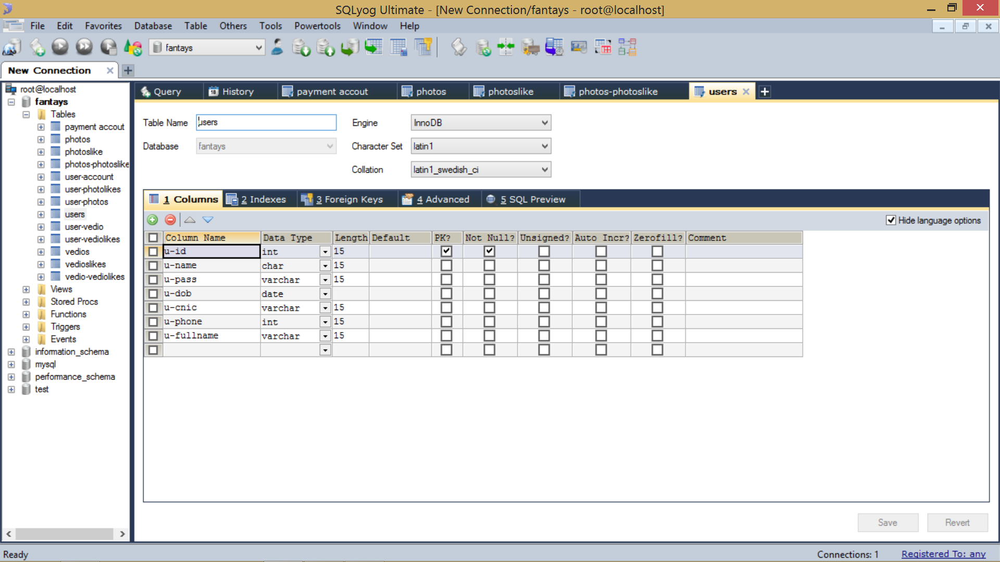 SQLyog Ultimate - [New Connection/fantays - root@localhost]
File Edit Favorites Database Table Others Tools Powertools Window Help
fantays
New Connection
root@localhost
fantays
Tables
payment accout
photos
photoslike
photos-photoslike
user-account
user-photolikes
user-photos
users
user-vedio
user-vediolikes
vedios
vedioslikes
vedio-vediolikes
Views
Stored Procs
Functions
Triggers
Events
information_schema
mysql
performance_schema
test
Query 18 History payment accout photos photoslike photos-photoslike users
Table Name users Engine InnoDB
Database fantays Character Set latin1
Collation latin1_swedish_ci
1 Columns 2 Indexes 3 Foreign Keys 4 Advanced 5 SQL Preview
Hide language options
Column Name Data Type Length Default PK? Not Null? Unsigned? Auto Incr? Zerofill? Comment
u-id int 15
u-name char 15
u-pass varchar 15
u-dob date
u-cnic varchar 15
u-phone int 15
u-fullname varchar 15
Save Revert
Ready Connections: 1 Registered To: any